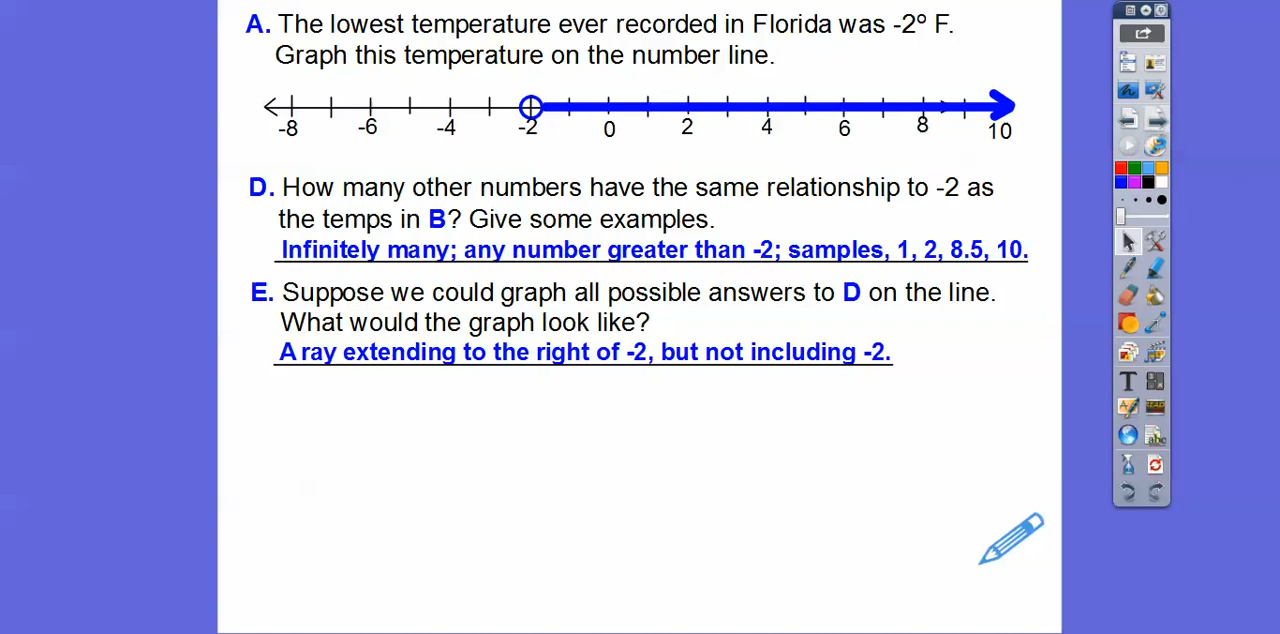 A. The lowest temperature ever recorded in Florida was -2º F.
Graph this temperature on the number line.
-8 -6 -4 -2 0 2 4 6 8 10
D. How many other numbers have the same relationship to -2 as
the temps in B? Give some examples.
Infinitely many; any number greater than -2; samples, 1, 2, 8.5, 10.
E. Suppose we could graph all possible answers to D on the line.
What would the graph look like?
A ray extending to the right of -2, but not including -2.
T
abc